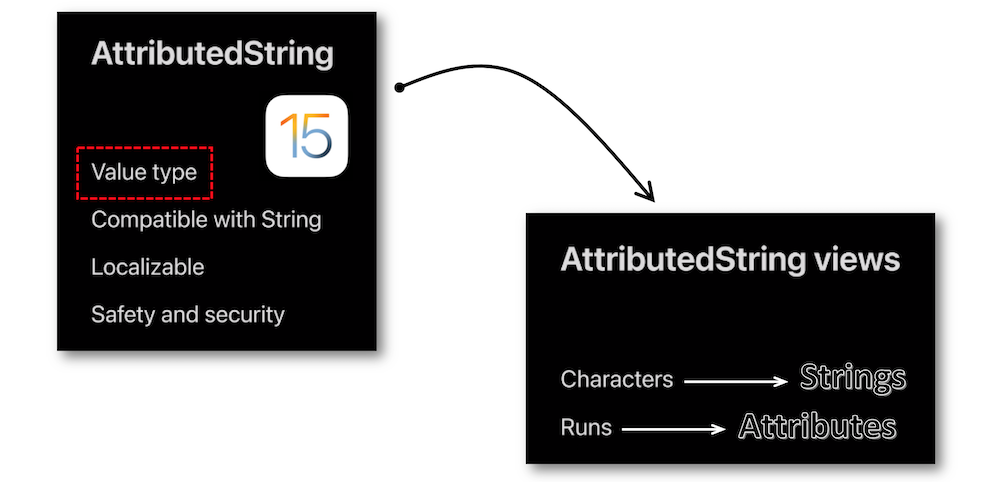 AttributedString
15
Value type
Compatible with String
Localizable
Safety and security
AttributedString views
Characters Strings
Runs Attributes